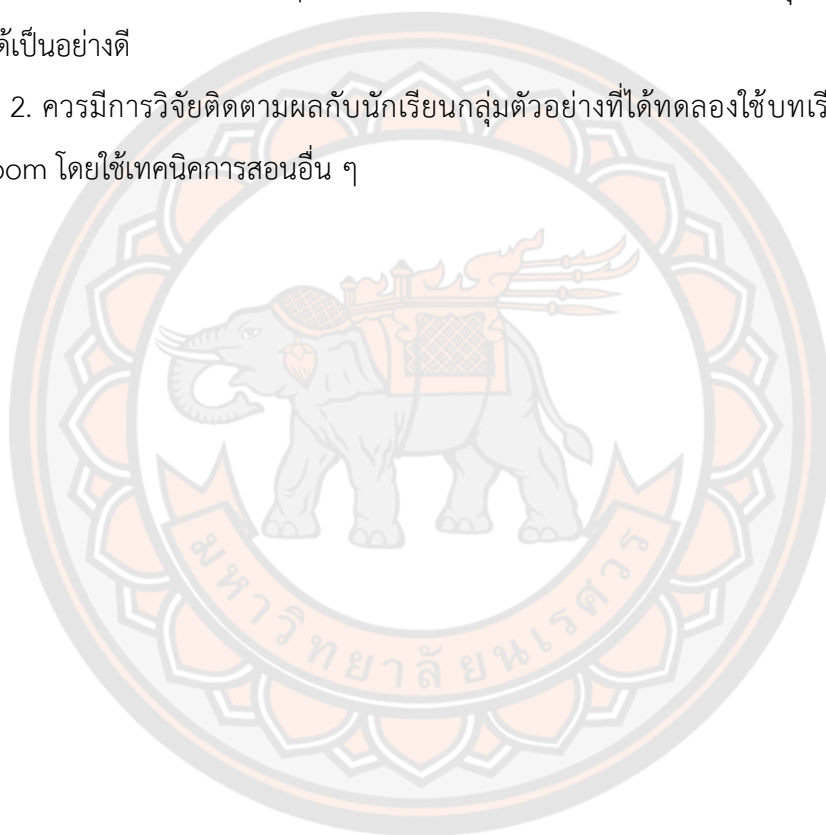 ด้เป็นอย่างดี
2. ควรมีการวิจัยติดตามผลกับนักเรียนกลุ่มตัวอย่างที่ได้ทดลองใช้บทเรี
oom โดยใช้เทคนิคการสอนอื่น ๆ
มหาวิทยาลัยนเรศวร